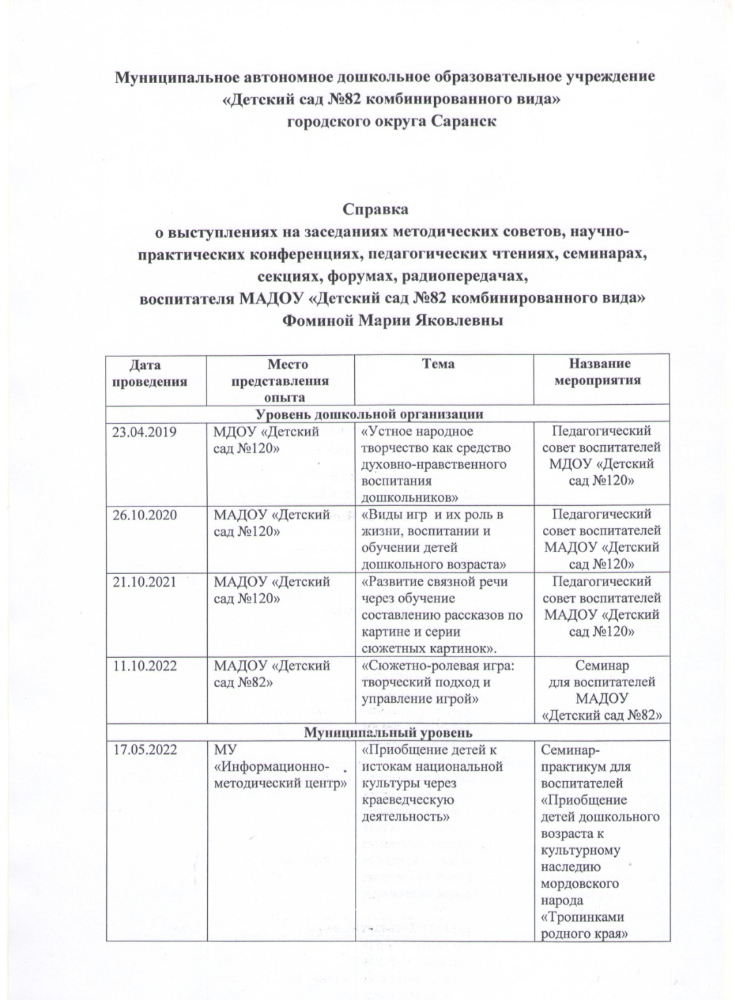 Муниципальное автономное дошкольное образовательное учреждение
«Детский сад №82 комбинированного вида»
городского округа Саранск
Справка
о выступлениях на заседаниях методических советов, научно-
практических конференциях, педагогических чтениях, семинарах,
секциях, форумах, радиопередачах,
воспитателя МАДОУ «Детский сад №82 комбинированного вида»
Фоминой Марии Яковлевны
Дата
проведения
Место
представления
опыта
Тема
Название
мероприятия
Уровень дошкольной организации
23.04.2019
МДОУ «Детский
сад №120»
«Устное народное
творчество как средство
духовно-нравственного
воспитания
дошкольников»
Педагогический
совет воспитателей
МДОУ «Детский
сад №120»
26.10.2020
МАДОУ «Детский
сад №120»
«Виды игр и их роль в
жизни, воспитании и
обучении детей
дошкольного возраста»
Педагогический
совет воспитателей
МАДОУ «Детский
сад №120»
21.10.2021
МАДОУ «Детский
сад №120»
«Развитие связной речи
через обучение
составлению рассказов по
картине и серии
сюжетных картинок».
Педагогический
совет воспитателей
МАДОУ «Детский
сад №120»
11.10.2022
МАДОУ «Детский
сад №82»
«Сюжетно-ролевая игра:
творческий подход и
управление игрой»
Семинар
для воспитателей
МАДОУ
«Детский сад №82»
Муниципальный уровень
17.05.2022
МУ
«Информационно-
методический центр»
«Приобщение детей к
истокам национальной
культуры через
краеведческую
деятельность»
Семинар-
практикум для
воспитателей
«Приобщение
детей дошкольного
возраста к
культурному
наследию
мордовского
народа
«Тропинками
родного края»